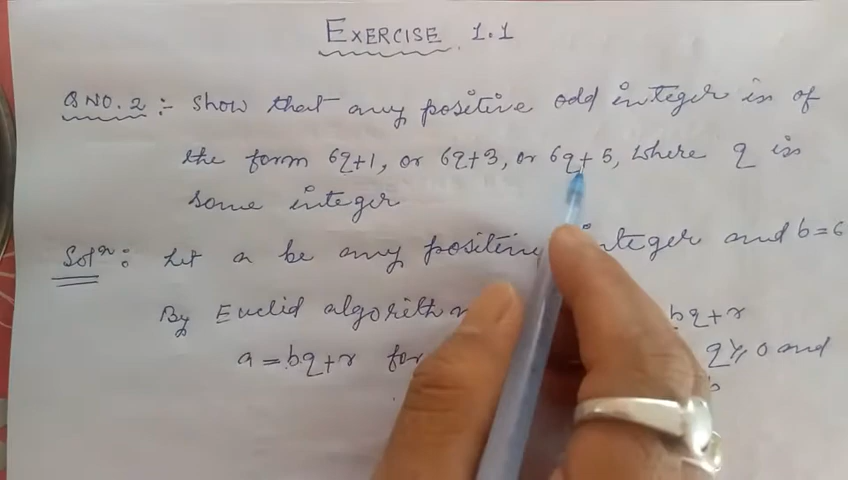 EXERCISE 1.1
Q NO. 2 :- Show that any positive odd integer is of
the form 6q+1, or 6q+3, or 6q+5, where q is
some integer
Solⁿ: Let a be any positive integer and b=6
By Euclid algorith bq+r
a=bq+r for q≥0 and